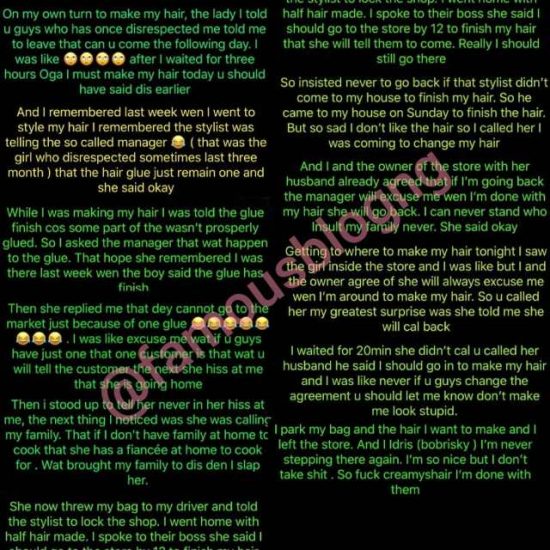 On my own turn to make my hair, the lady I told
u guys who has once disrespected me told me
to leave that can u come the following day. I
was like 🙄🙄🙄🙄 after I waited for three
hours Oga I must make my hair today u should
have said dis earlier
And I remembered last week wen I went to
style my hair I remembered the stylist was
telling the so called manager 😂 ( that was the
girl who disrespected sometimes last three
month ) that the hair glue just remain one and
she said okay
While I was making my hair I was told the glue
finish cos some part of the wasn't prosperly
glued. So I asked the manager that wat happen
to the glue. That hope she remembered I was
there last week wen the boy said the glue has
finish
Then she replied me that dey cannot go to the
market just because of one glue 😂😂😂😂😂
😂😂😂 . I was like excuse me wat if u guys
have just one that one customer is that wat u
will tell the customer then she hiss at me
that she is going home
Then i stood up to tell her never in her hiss at
me, the next thing I noticed was she was calling
my family. That if I don't have family at home to
cook that she has a fiancée at home to cook
for . Wat brought my family to dis den I slap
her.
She now threw my bag to my driver and told
the stylist to lock the shop. I went home with
half hair made. I spoke to their boss she said I
should go to the store by 12 to finish my hair
half hair made. I spoke to their boss she said I
should go to the store by 12 to finish my hair
that she will tell them to come. Really I should
still go there
So insisted never to go back if that stylist didn't
come to my house to finish my hair. So he
came to my house on Sunday to finish the hair.
But so sad I don't like the hair so I called her I
was coming to change my hair
And I and the owner of the store with her
husband already agreed that if I'm going back
the manager will excuse me wen I'm done with
my hair she will back. I can never stand who
Insult my family never. She said okay
Getting to where to make my hair tonight I saw
the girl inside the store and I was like but I and
the owner agree of she will always excuse me
wen I'm around to make my hair. So u called
her my greatest surprise was she told me she
will cal back
I waited for 20min she didn't cal u called her
husband he said I should go in to make my hair
and I was like never if u guys change the
agreement u should let me know don't make
me look stupid.
I park my bag and the hair I want to make and I
left the store. And I Idris (bobrisky ) I'm never
stepping there again. I'm so nice but I don't
take shit . So fuck creamyshair I'm done with
them
@famousblogng